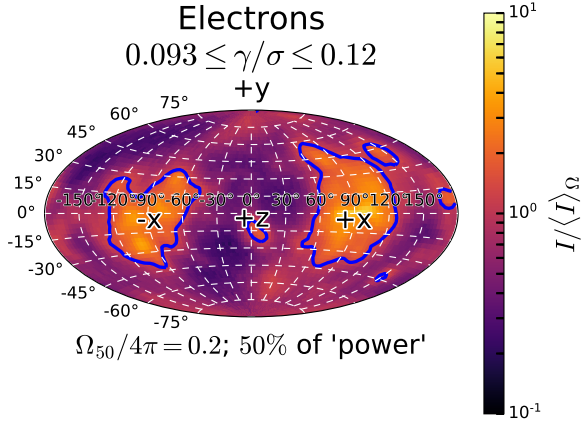 Electrons
0.093 ≤ γ/σ ≤ 0.12
+y
75°
60°
45°
30°
15°
0°
-15°
-30°
-45°
-60°
-75°
-150° -120° -90° -60° -30° 0° 30° 60° 90° 120° 150°
-x +z +x
Ω₅₀/4π = 0.2; 50% of 'power'
10¹
10⁰
10⁻¹
I/⟨I⟩_Ω